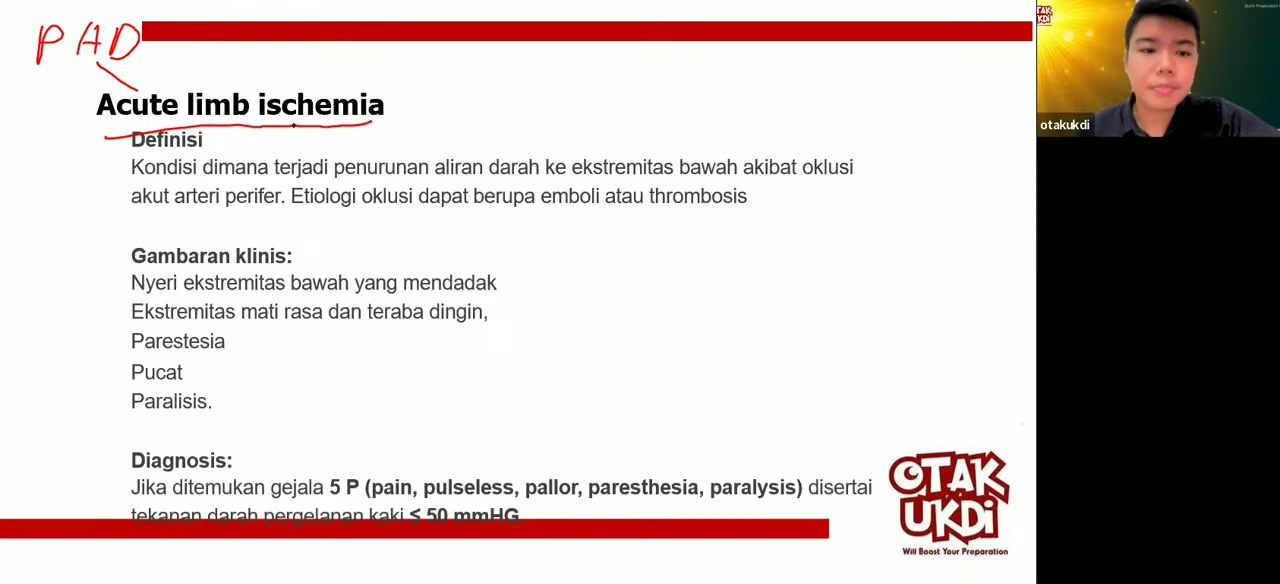 PAD
Acute limb ischemia
Definisi
Kondisi dimana terjadi penurunan aliran darah ke ekstremitas bawah akibat oklusi
akut arteri perifer. Etiologi oklusi dapat berupa emboli atau thrombosis
Gambaran klinis:
Nyeri ekstremitas bawah yang mendadak
Ekstremitas mati rasa dan teraba dingin,
Parestesia
Pucat
Paralisis.
Diagnosis:
Jika ditemukan gejala 5 P (pain, pulseless, pallor, paresthesia, paralysis) disertai
tekanan darah pergelanan kaki ≤ 50 mmHG.
OTAK
UKDi
Will Boost Your Preparation
OTAK
UKDi
otakukdi